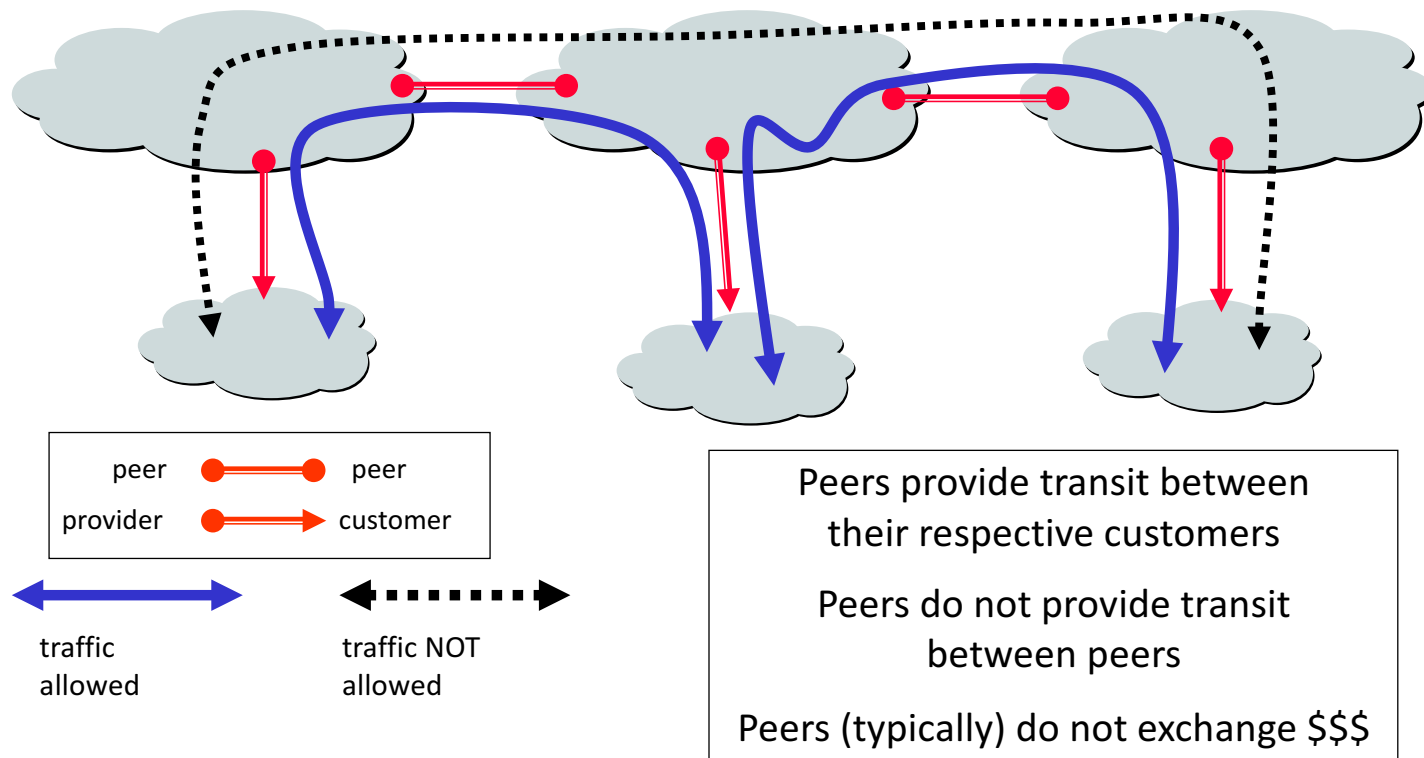 peer peer
provider customer
traffic
allowed
traffic NOT
allowed
Peers provide transit between
their respective customers
Peers do not provide transit
between peers
Peers (typically) do not exchange $$$